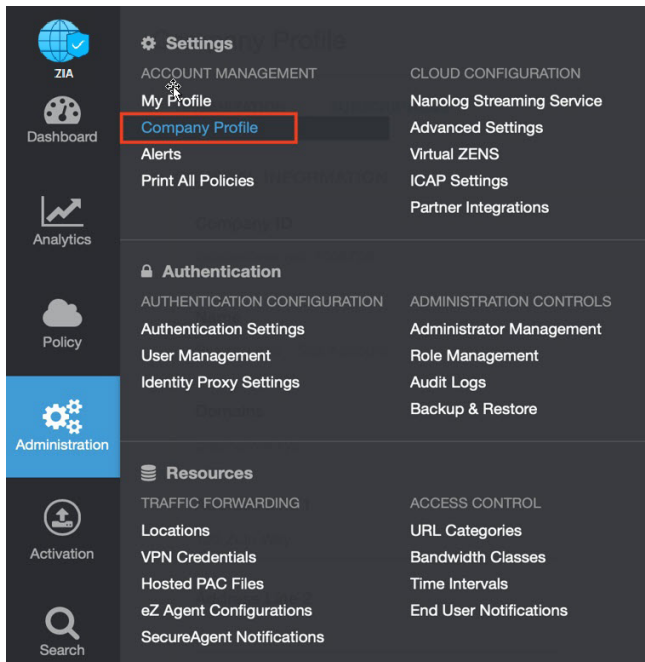 ZIA
Dashboard
Analytics
Policy
Administration
Activation
Search
Settings
ACCOUNT MANAGEMENT
My Profile
Company Profile
Alerts
Print All Policies
CLOUD CONFIGURATION
Nanolog Streaming Service
Advanced Settings
Virtual ZENS
ICAP Settings
Partner Integrations
Authentication
AUTHENTICATION CONFIGURATION
Authentication Settings
User Management
Identity Proxy Settings
ADMINISTRATION CONTROLS
Administrator Management
Role Management
Audit Logs
Backup & Restore
Resources
TRAFFIC FORWARDING
Locations
VPN Credentials
Hosted PAC Files
eZ Agent Configurations
SecureAgent Notifications
ACCESS CONTROL
URL Categories
Bandwidth Classes
Time Intervals
End User Notifications
Company ID
Domains